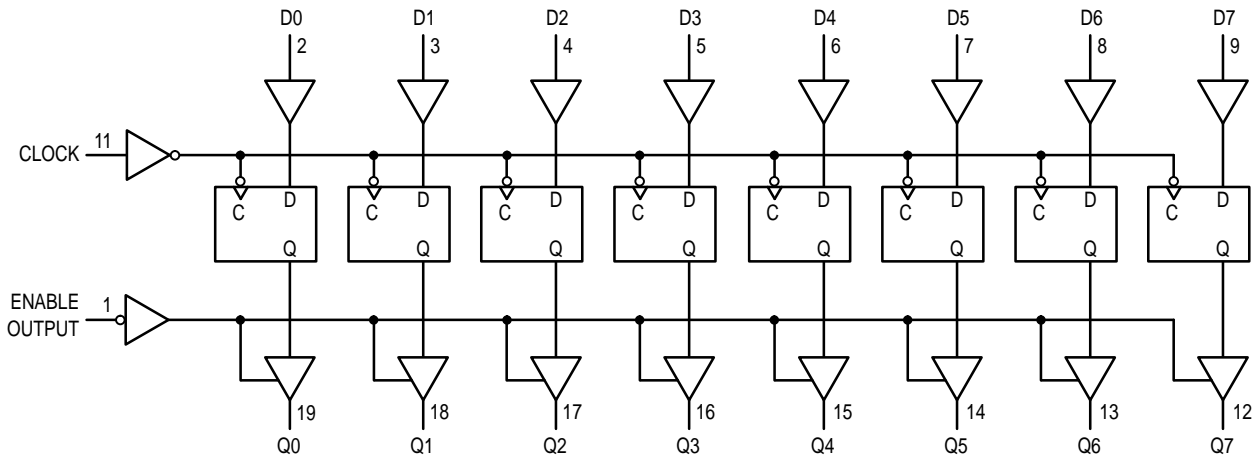 D0 D1 D2 D3 D4 D5 D6 D7
2 3 4 5 6 7 8 9
CLOCK 11
C D C D C D C D C D C D C D C D
Q Q Q Q Q Q Q Q
ENABLE
OUTPUT
1
19 18 17 16 15 14 13 12
Q0 Q1 Q2 Q3 Q4 Q5 Q6 Q7